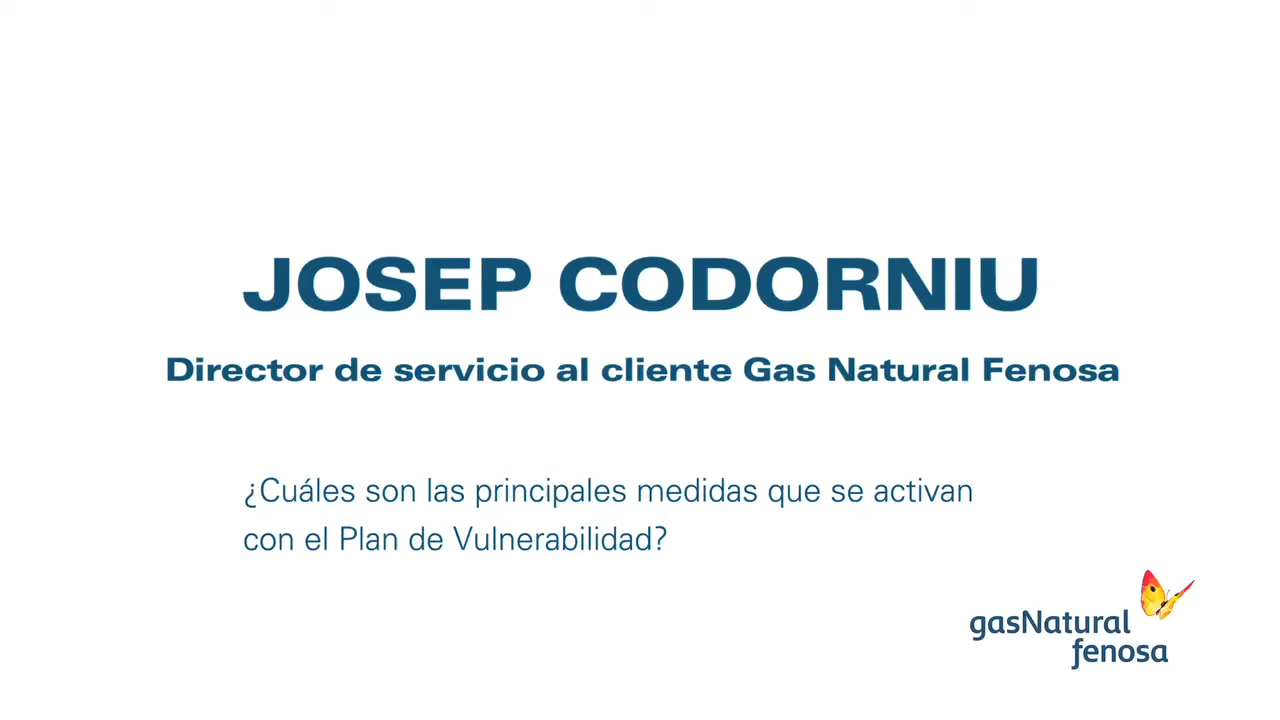 JOSEP CODORNIU
Director de servicio al cliente Gas Natural Fenosa
¿Cuáles son las principales medidas que se activan
con el Plan de Vulnerabilidad?
gasNatural
fenosa